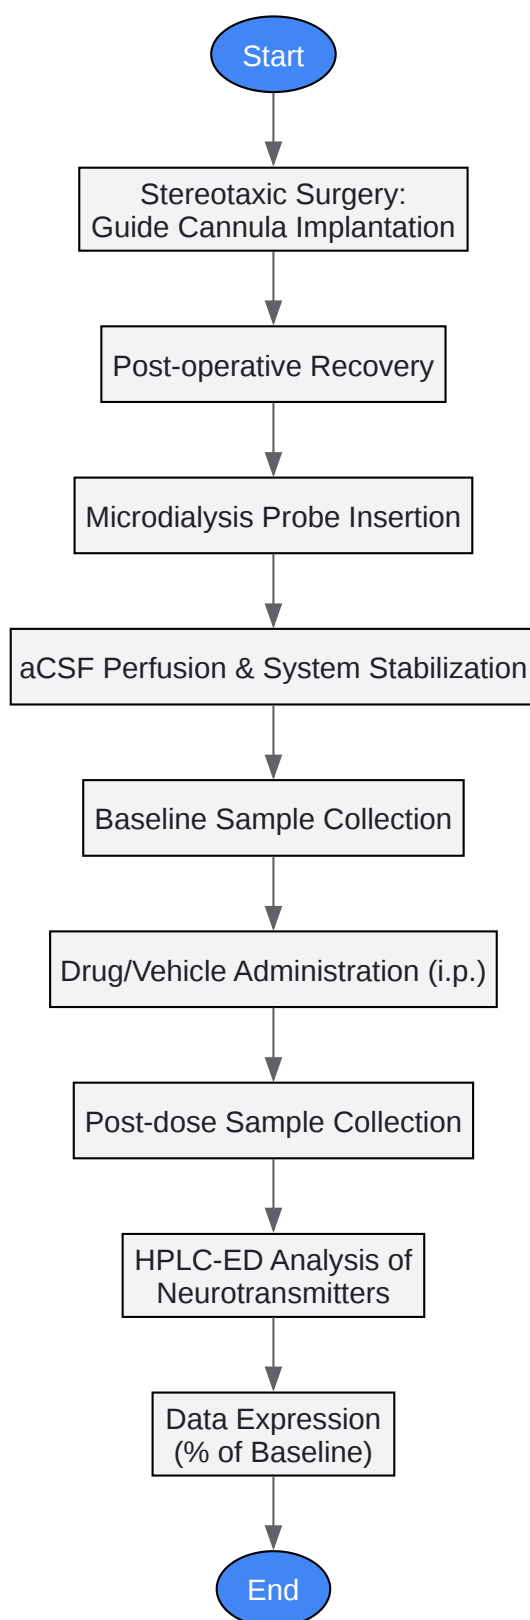 Start
Stereotaxic Surgery:
Guide Cannula Implantation
Post-operative Recovery
Microdialysis Probe Insertion
aCSF Perfusion & System Stabilization
Baseline Sample Collection
Drug/Vehicle Administration (i.p.)
Post-dose Sample Collection
HPLC-ED Analysis of
Neurotransmitters
Data Expression
(% of Baseline)
End